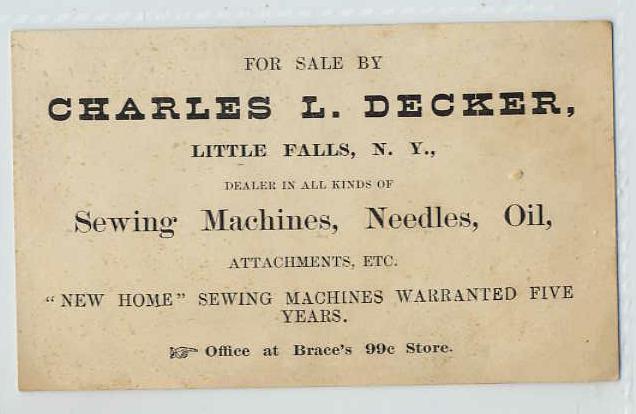 FOR SALE BY
CHARLES L. DECKER,
LITTLE FALLS, N. Y.,
DEALER IN ALL KINDS OF
Sewing Machines, Needles, Oil,
ATTACHMENTS, ETC.
"NEW HOME" SEWING MACHINES WARRANTED FIVE
YEARS.
☞ Office at Brace's 99c Store.